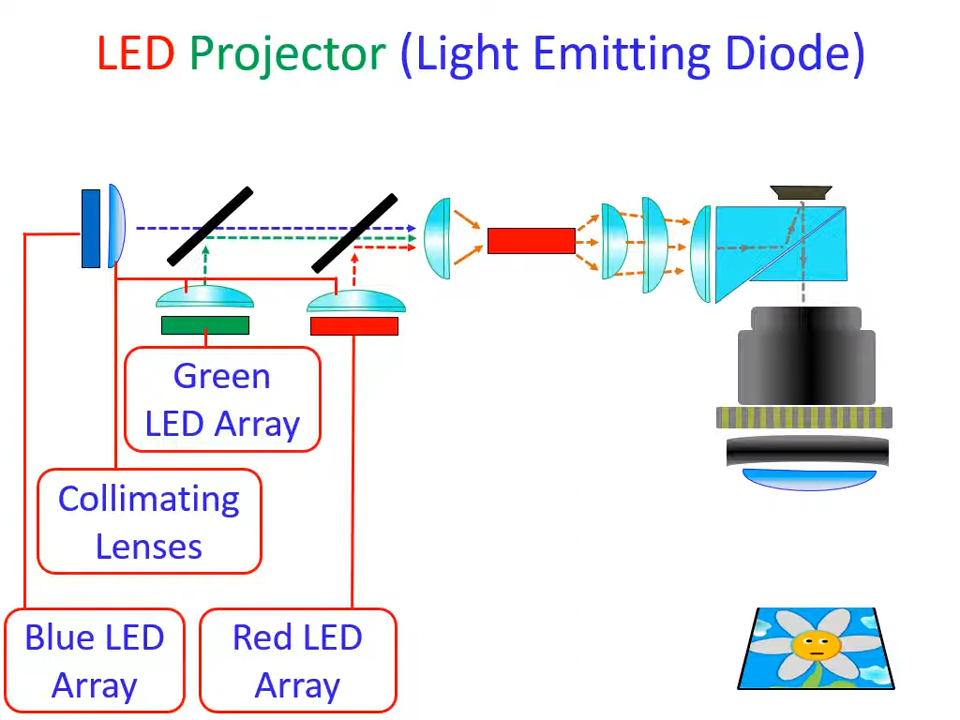 LED Projector (Light Emitting Diode)
Green
LED Array
Collimating
Lenses
Blue LED
Array
Red LED
Array